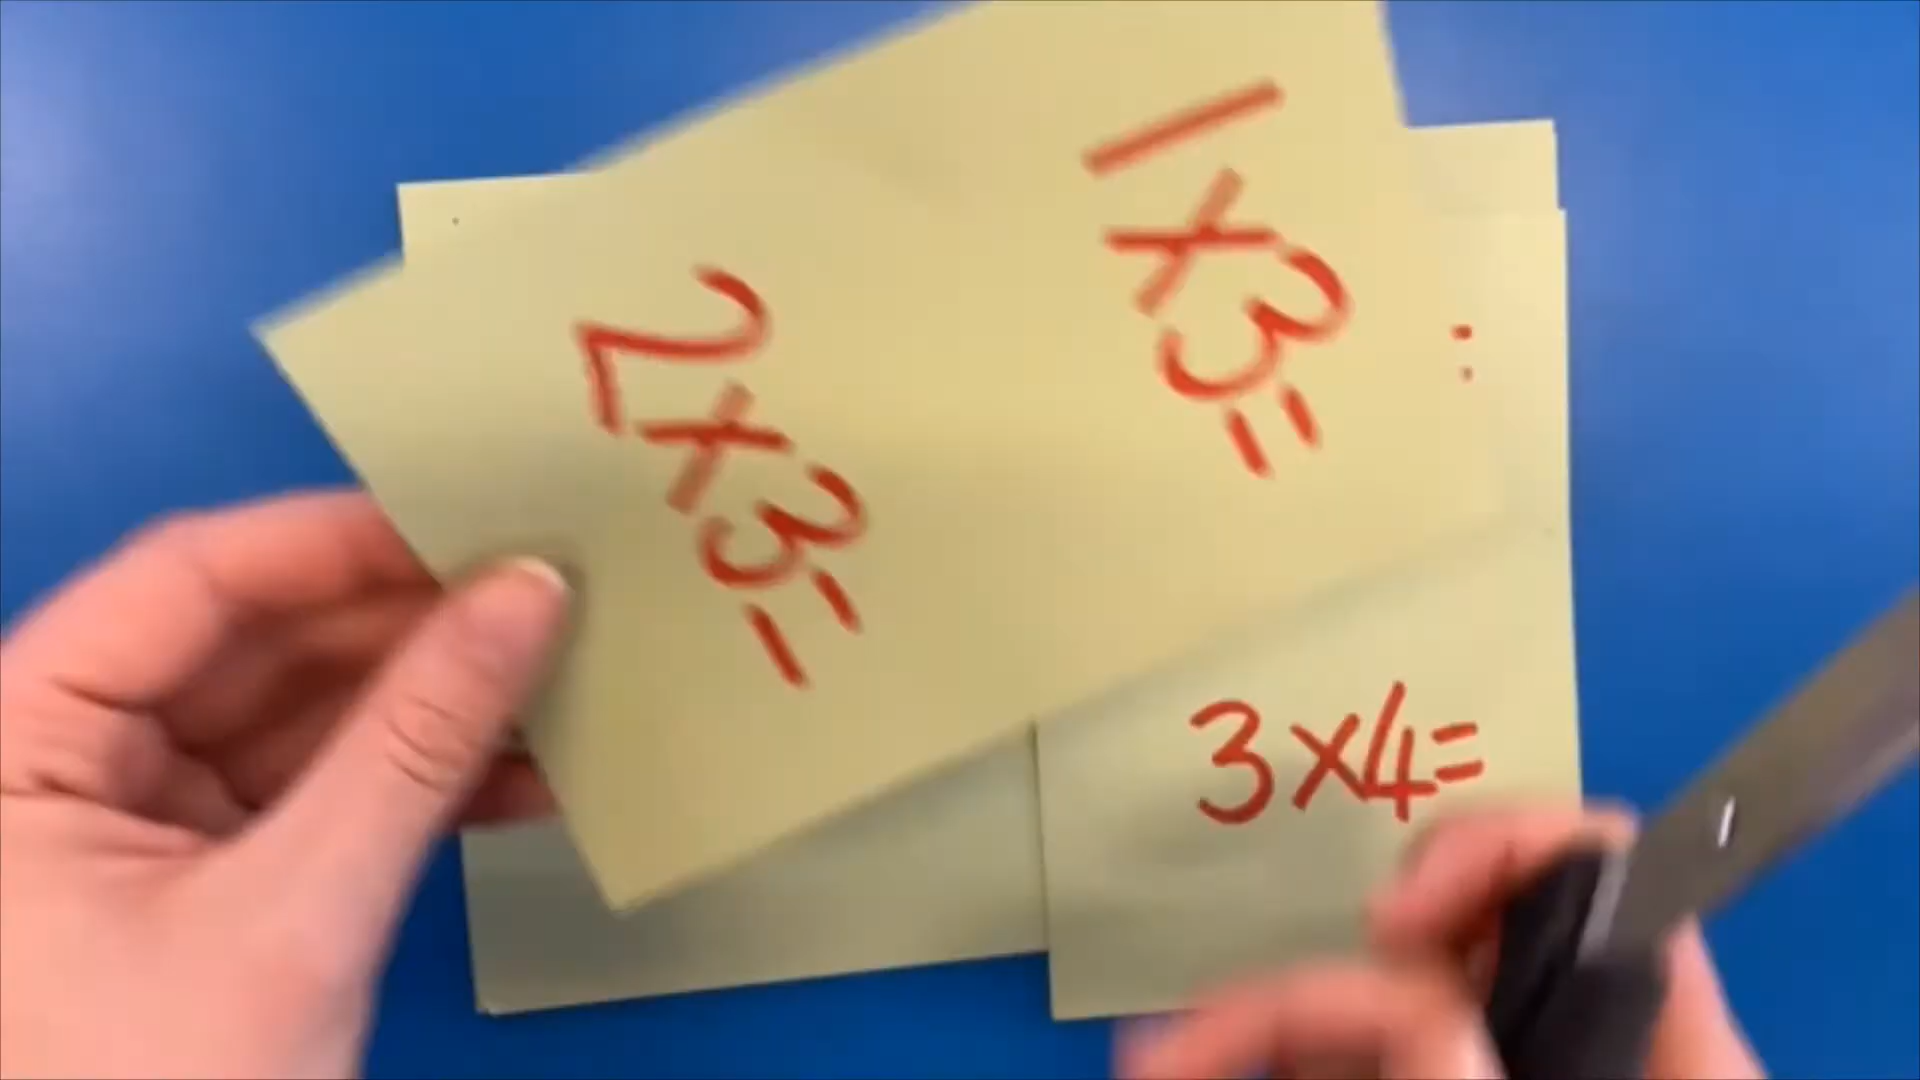 1x3=
2x3=
3x4=